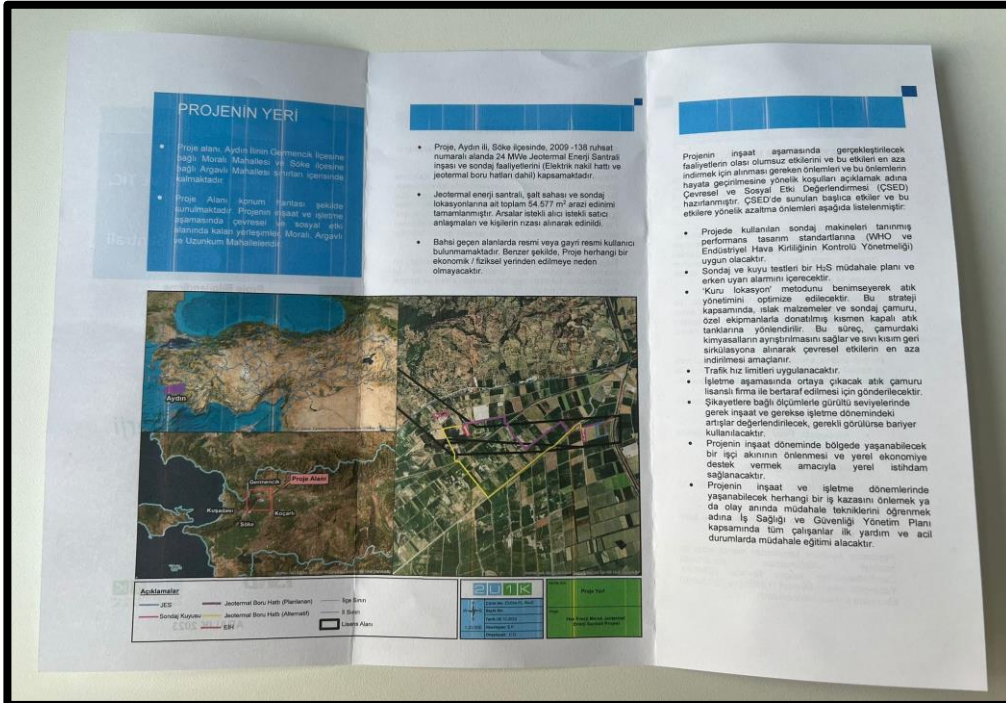 PROJENİN YERİ
Proje alanı, Aydın İlinin Germencik İlçesine
bağlı Moralı Mahallesi ve Söke ilçesine
bağlı Argavlı Mahallesi sınırları içerisinde
kalmaktadır.
Proje Alanı konum haritası şekilde
sunulmaktadır. Projenin inşaat ve işletme
aşamasında çevresel ve sosyal etki
alanında kalan yerleşimler, Moralı, Argavlı
ve Uzunkum Mahalleleridir.
• Proje, Aydın ili, Söke ilçesinde, 2009 -138 ruhsat
numaralı alanda 24 MWe Jeotermal Enerji Santrali
inşası ve sondaj faaliyetlerini (Elektrik nakil hattı ve
jeotermal boru hatları dahil) kapsamaktadır.
• Jeotermal enerji santrali, şalt sahası ve sondaj
lokasyonlarına ait toplam 54.577 m² arazi edinimi
tamamlanmıştır. Arsalar istekli alıcı istekli satıcı
anlaşmaları ve kişilerin rızası alınarak edinildi.
• Bahsi geçen alanlarda resmi veya gayri resmi kullanıcı
bulunmamaktadır. Benzer şekilde, Proje herhangi bir
ekonomik / fiziksel yerinden edilmeye neden
olmayacaktır.
Aydın
Germencik
Proje Alanı
Kuşadası
Koçarlı
Söke
Açıklamalar
JES
Sondaj Kuyusu
Jeotermal Boru Hattı (Planlanan)
Jeotermal Boru Hattı (Alternatif)
EİH
İlçe Sınırı
İl Sınırı
Lisans Alanı
2U1K
Proje Yeri
Projenin inşaat aşamasında gerçekleştirilecek
faaliyetlerin olası olumsuz etkilerini ve bu etkileri en aza
indirmek için alınması gereken önlemleri ve bu önlemlerin
hayata geçirilmesine yönelik koşulları açıklamak adına
Çevresel ve Sosyal Etki Değerlendirmesi (ÇSED)
hazırlanmıştır. ÇSED'de sunulan başlıca etkiler ve bu
etkilere yönelik azaltma önlemleri aşağıda listelenmiştir:
• Projede kullanılan sondaj makineleri tanınmış
performans tasarım standartlarına (WHO ve
Endüstriyel Hava Kirliliğinin Kontrolü Yönetmeliği)
uygun olacaktır.
• Sondaj ve kuyu testleri bir H₂S müdahale planı ve
erken uyarı alarmını içerecektir.
• 'Kuru lokasyon' metodunu benimseyerek atık
yönetimini optimize edilecektir. Bu strateji
kapsamında, ıslak malzemeler ve sondaj çamuru,
özel ekipmanlarla donatılmış kısmen kapalı atık
tanklarına yönlendirilir. Bu süreç, çamurdaki
kimyasalların ayrıştırılmasını sağlar ve sıvı kısım geri
sirkülasyona alınarak çevresel etkilerin en aza
indirilmesi amaçlanır.
• Trafik hız limitleri uygulanacaktır.
• İşletme aşamasında ortaya çıkacak atık çamuru
lisanslı firma ile bertaraf edilmesi için gönderilecektir.
• Şikayetlere bağlı ölçümlerle gürültü seviyelerinde
gerek inşaat ve gerekse işletme dönemindeki
artışlar değerlendirilecek, gerekli görülürse bariyer
kullanılacaktır.
• Projenin inşaat döneminde bölgede yaşanabilecek
bir işçi akınının önlenmesi ve yerel ekonomiye
destek vermek amacıyla yerel istihdam
sağlanacaktır.
• Projenin inşaat ve işletme dönemlerinde
yaşanabilecek herhangi bir iş kazasını önlemek ya
da olay anında müdahale tekniklerini öğrenmek
adına İş Sağlığı ve Güvenliği Yönetim Planı
kapsamında tüm çalışanlar ilk yardım ve acil
durumlarda müdahale eğitimi alacaktır.